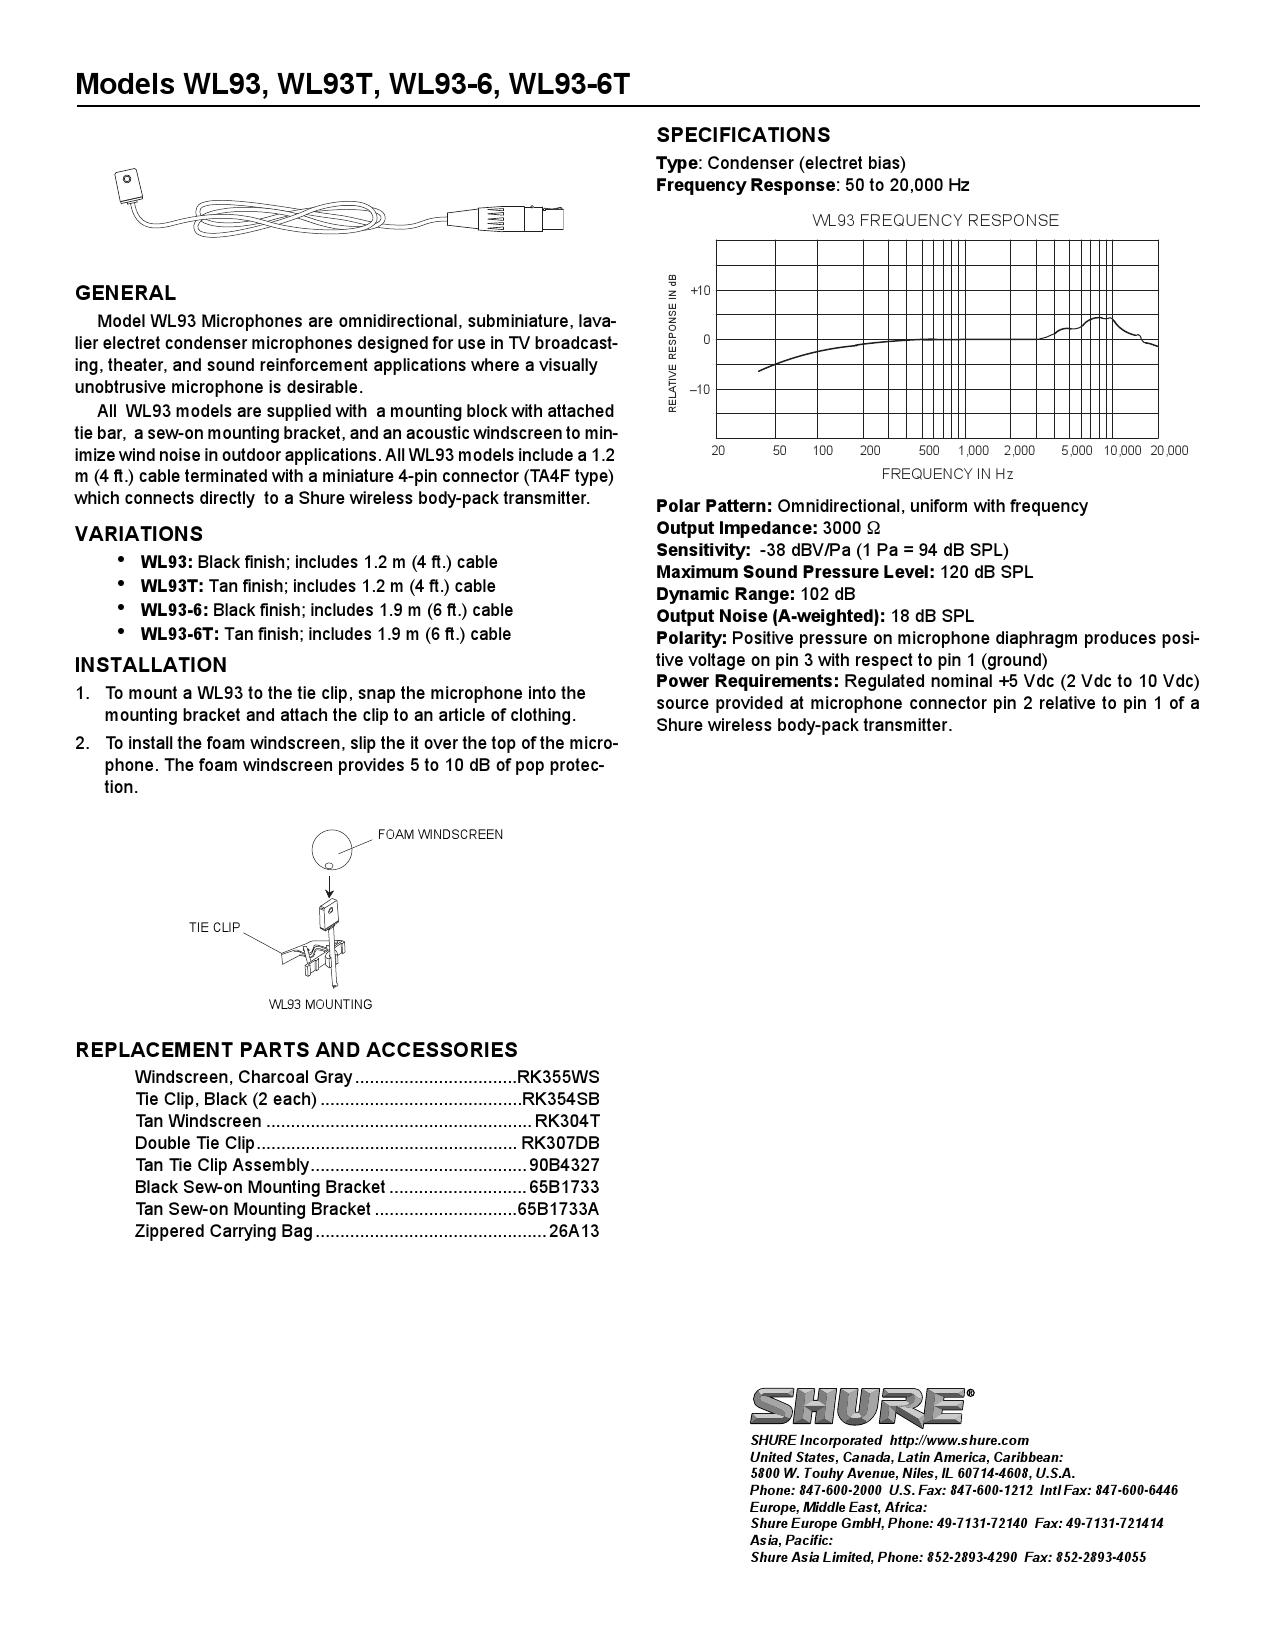 Models WL93, WL93T, WL93-6, WL93-6T
GENERAL
Model WL93 Microphones are omnidirectional, subminiature, lava-
lier electret condenser microphones designed for use in TV broadcast-
ing, theater, and sound reinforcement applications where a visually
unobtrusive microphone is desirable.
All WL93 models are supplied with a mounting block with attached
tie bar, a sew-on mounting bracket, and an acoustic windscreen to min-
imize wind noise in outdoor applications. All WL93 models include a 1.2
m (4 ft.) cable terminated with a miniature 4-pin connector (TA4F type)
which connects directly to a Shure wireless body-pack transmitter.
VARIATIONS
• WL93: Black finish; includes 1.2 m (4 ft.) cable
• WL93T: Tan finish; includes 1.2 m (4 ft.) cable
• WL93-6: Black finish; includes 1.9 m (6 ft.) cable
• WL93-6T: Tan finish; includes 1.9 m (6 ft.) cable
INSTALLATION
1. To mount a WL93 to the tie clip, snap the microphone into the
mounting bracket and attach the clip to an article of clothing.
2. To install the foam windscreen, slip the it over the top of the micro-
phone. The foam windscreen provides 5 to 10 dB of pop protec-
tion.
FOAM WINDSCREEN
TIE CLIP
WL93 MOUNTING
REPLACEMENT PARTS AND ACCESSORIES
Windscreen, Charcoal Gray.................................RK355WS
Tie Clip, Black (2 each) .........................................RK354SB
Tan Windscreen ...................................................... RK304T
Double Tie Clip..................................................... RK307DB
Tan Tie Clip Assembly............................................ 90B4327
Black Sew-on Mounting Bracket ............................ 65B1733
Tan Sew-on Mounting Bracket .............................65B1733A
Zippered Carrying Bag ............................................... 26A13
SPECIFICATIONS
Type: Condenser (electret bias)
Frequency Response: 50 to 20,000 Hz
WL93 FREQUENCY RESPONSE
RELATIVE RESPONSE IN dB
+10
0
–10
20 50 100 200 500 1,000 2,000 5,000 10,000 20,000
FREQUENCY IN Hz
Polar Pattern: Omnidirectional, uniform with frequency
Output Impedance: 3000 Ω
Sensitivity: -38 dBV/Pa (1 Pa = 94 dB SPL)
Maximum Sound Pressure Level: 120 dB SPL
Dynamic Range: 102 dB
Output Noise (A-weighted): 18 dB SPL
Polarity: Positive pressure on microphone diaphragm produces posi-
tive voltage on pin 3 with respect to pin 1 (ground)
Power Requirements: Regulated nominal +5 Vdc (2 Vdc to 10 Vdc)
source provided at microphone connector pin 2 relative to pin 1 of a
Shure wireless body-pack transmitter.
SHURE®
SHURE Incorporated http://www.shure.com
United States, Canada, Latin America, Caribbean:
5800 W. Touhy Avenue, Niles, IL 60714-4608, U.S.A.
Phone: 847-600-2000 U.S. Fax: 847-600-1212 Intl Fax: 847-600-6446
Europe, Middle East, Africa:
Shure Europe GmbH, Phone: 49-7131-72140 Fax: 49-7131-721414
Asia, Pacific:
Shure Asia Limited, Phone: 852-2893-4290 Fax: 852-2893-4055